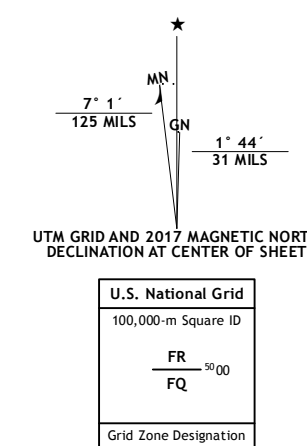 ★
MN
7° 1´
125 MILS
GN
1° 44´
31 MILS
UTM GRID AND 2017 MAGNETIC NORT
DECLINATION AT CENTER OF SHEET
U.S. National Grid
100,000-m Square ID
FR
5000
FQ
Grid Zone Designation